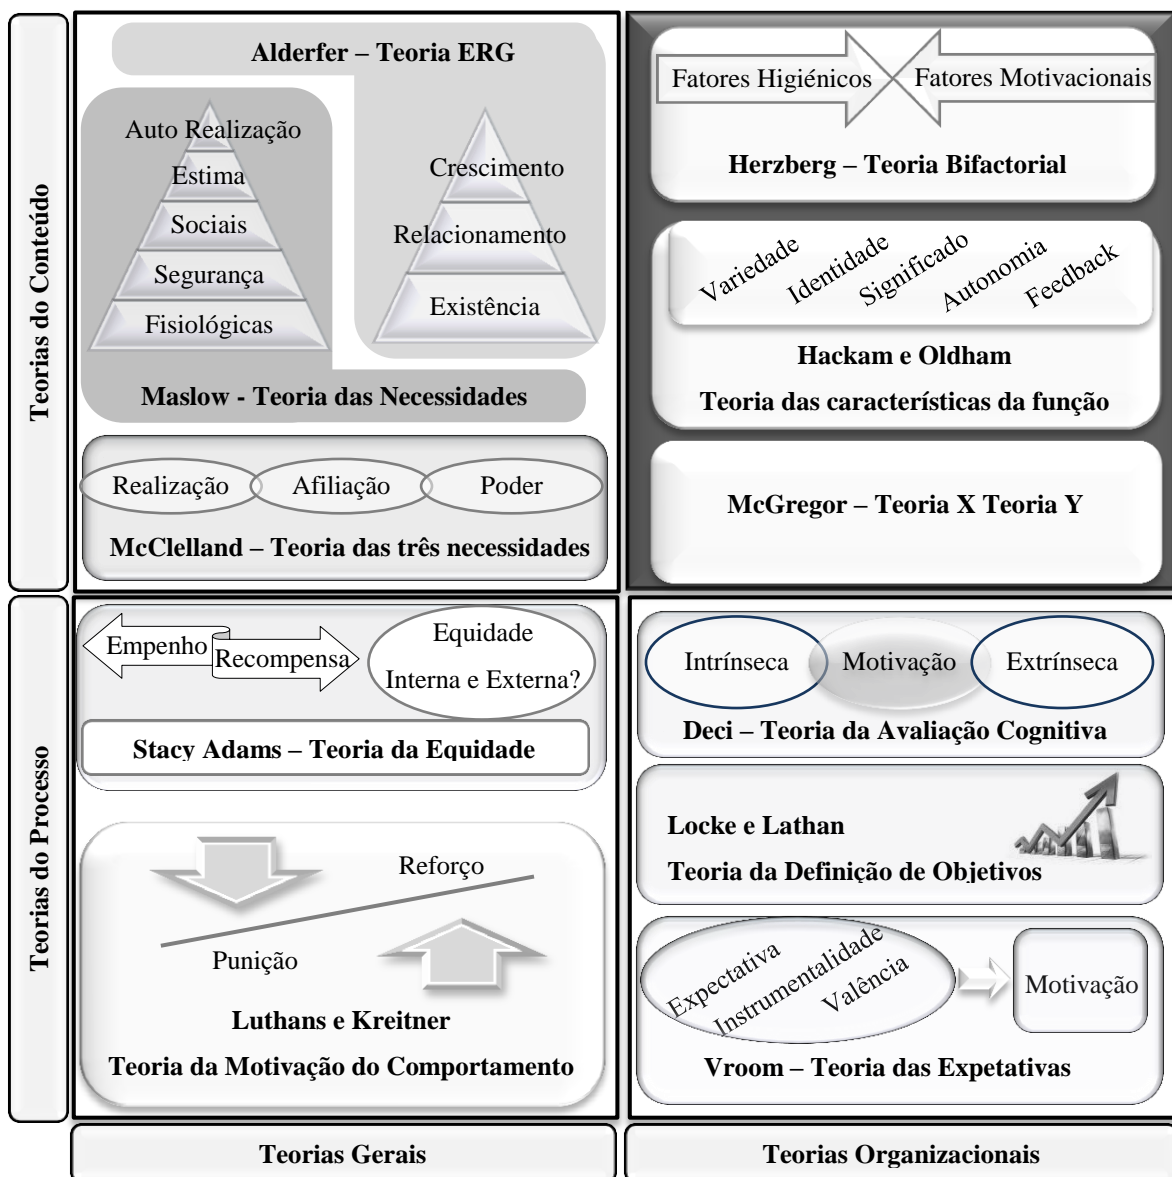 Teorias do Conteúdo
Alderfer – Teoria ERG
Auto Realização
Estima
Sociais
Segurança
Fisiológicas
Crescimento
Relacionamento
Existência
Maslow - Teoria das Necessidades
Realização
Afiliação
Poder
McClelland – Teoria das três necessidades
Fatores Higiénicos
Fatores Motivacionais
Herzberg – Teoria Bifactorial
Variedade
Identidade
Significado
Autonomia
Feedback
Hackam e Oldham
Teoria das características da função
McGregor – Teoria X Teoria Y
Teorias do Processo
Empenho
Recompensa
Equidade
Interna e Externa?
Stacy Adams – Teoria da Equidade
Reforço
Punição
Luthans e Kreitner
Teoria da Motivação do Comportamento
Intrínseca
Motivação
Extrínseca
Deci – Teoria da Avaliação Cognitiva
Locke e Lathan
Teoria da Definição de Objetivos
Expectativa
Instrumentalidade
Valência
Motivação
Vroom – Teoria das Expetativas
Teorias Gerais
Teorias Organizacionais